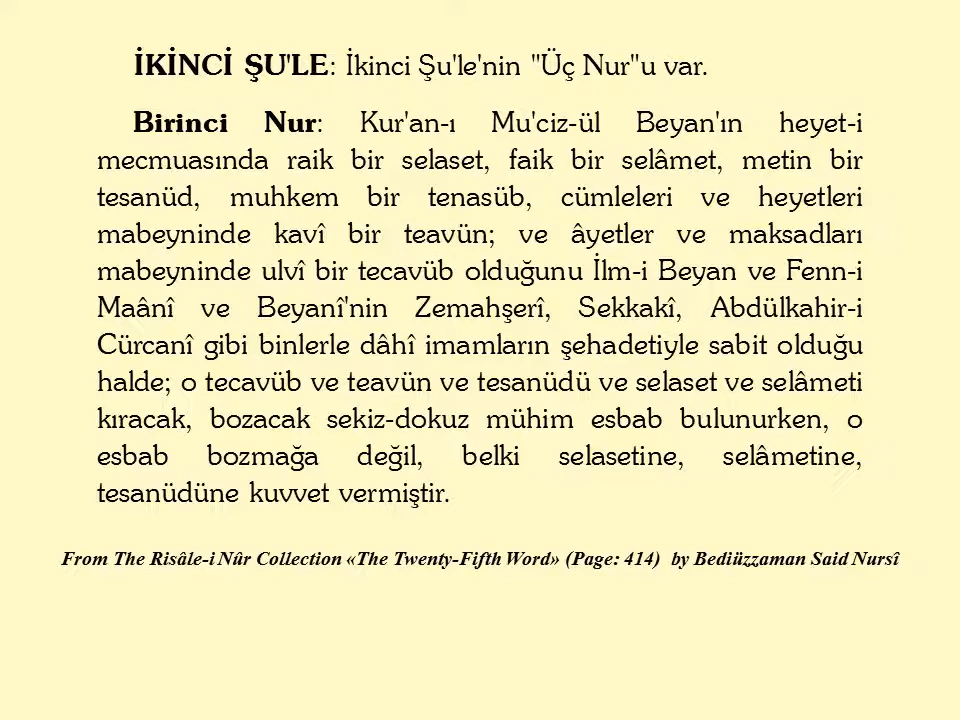 İKİNCİ ŞU'LE: İkinci Şu'le'nin "Üç Nur"u var.
Birinci Nur: Kur'an-ı Mu'ciz-ül Beyan'ın heyet-i
mecmuasında raik bir selaset, faik bir selâmet, metin bir
tesanüd, muhkem bir tenasüb, cümleleri ve heyetleri
mabeyninde kavî bir teavün; ve âyetler ve maksadları
mabeyninde ulvî bir tecavüb olduğunu İlm-i Beyan ve Fenn-i
Maânî ve Beyanî'nin Zemahşerî, Sekkakî, Abdülkahir-i
Cürcanî gibi binlerle dâhî imamların şehadetiyle sabit olduğu
halde; o tecavüb ve teavün ve tesanüdü ve selaset ve selâmeti
kıracak, bozacak sekiz-dokuz mühim esbab bulunurken, o
esbab bozmağa değil, belki selasetine, selâmetine,
tesanüdüne kuvvet vermiştir.
From The Risâle-i Nûr Collection «The Twenty-Fifth Word» (Page: 414) by Bediüzzaman Said Nursî